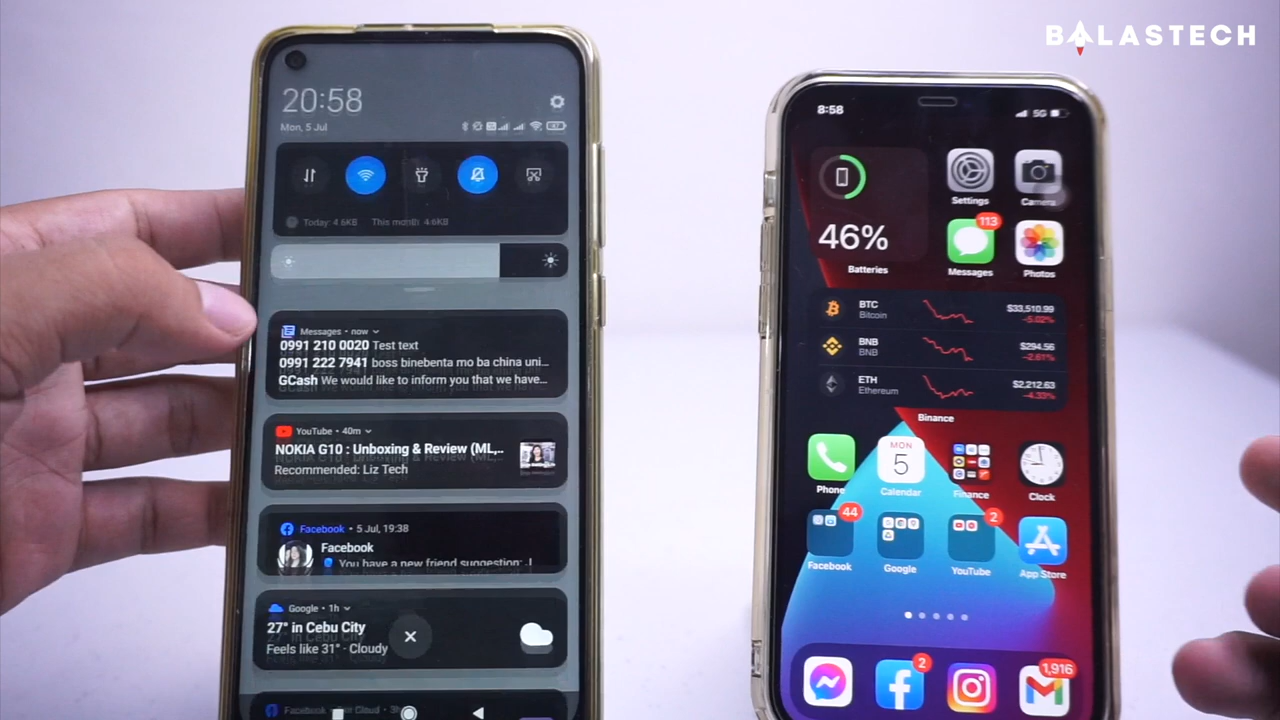 BALASTECH
20:58
Mon, 5 Jul
Today: 4.6KB This month 4.6KB
Messages • now
0991 210 0020 Test text
0991 222 7941 boss binebenta mo ba china uni...
GCash We would like to inform you that we have...
YouTube • 40m
NOKIA G10 : Unboxing & Review (ML,..
Recommended: Liz Tech
Facebook • 5 Jul, 19:38
Facebook
You have a new friend suggestion:
Google • 1h
27° in Cebu City
Feels like 31° · Cloudy
Facebook
8:58
5G
46%
Batteries
Settings
Camera
113
Messages
Photos
BTC
Bitcoin
$33,510.99
-5.02%
BNB
BNB
$294.56
-2.61%
ETH
Ethereum
$2,212.63
-4.33%
Binance
MON
5
Phone
Calendar
Finance
Clock
44
2
Facebook
Google
YouTube
App Store
2
1,916